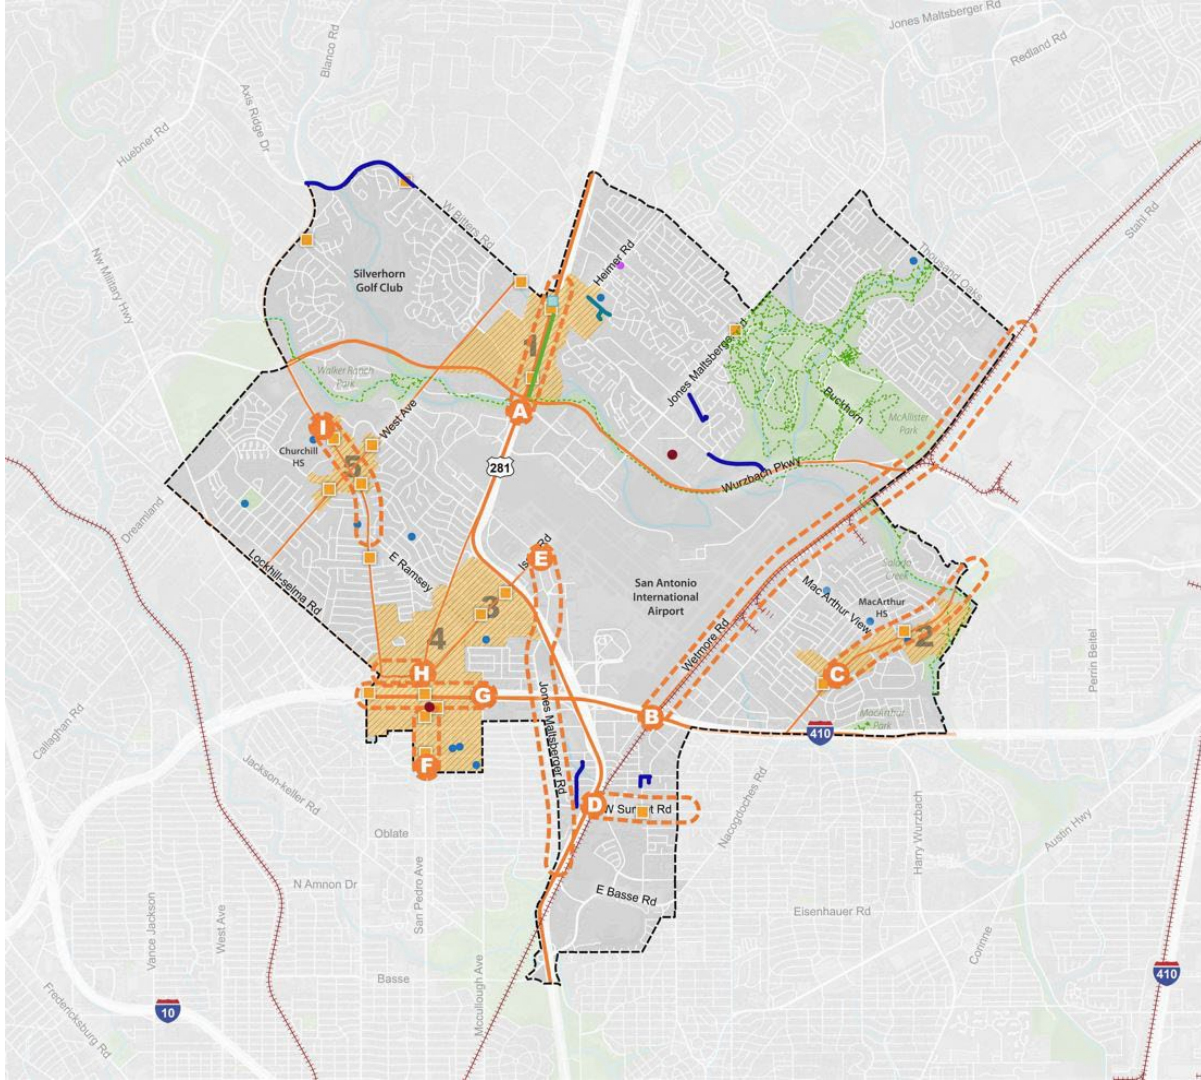 Jones Maltsberger Rd
Redland Rd
Blanco Rd
Axis Ridge Dr
Huebner Rd
Stahl Rd
W Bitters Rd
Nw Military Hwy
Thousand Oaks
Heimer Rd
Silverhorn
Golf Club
1
Jones Maltsberger Rd
Walker Ranch
Park
Buckhorn
McAllister
Park
A
West Ave
I
Churchill
HS
5
281
Wurzbach Pkwy
Dreamland
Lockhill-selma Rd
E Ramsey
E
San Antonio
International
Airport
Salado
Creek
Mac Arthur View
MacArthur
HS
3
4
2
Wetmore Rd
Perrin Beitel
H
C
G
B
Jones Maltsberger Rd
MacArthur
Park
410
Callaghan Rd
F
Jackson-keller Rd
D
W Sunset Rd
Nacogdoches Rd
Harry Wurzbach
Austin Hwy
Oblate
N Amnon Dr
San Pedro Ave
E Basse Rd
Eisenhauer Rd
Vance Jackson
West Ave
Corinne
Basse
Mccullough Ave
410
10
Fredericksburg Rd